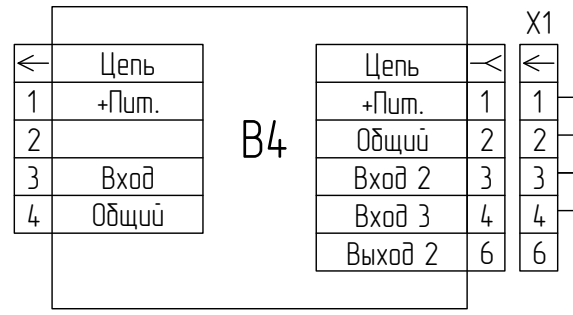 X1
Цепь Цепь
1 +Пит. +Пит. 1 1
2 Общий 2 2
B4
3 Вход Вход 2 3 3
4 Общий Вход 3 4 4
Выход 2 6 6